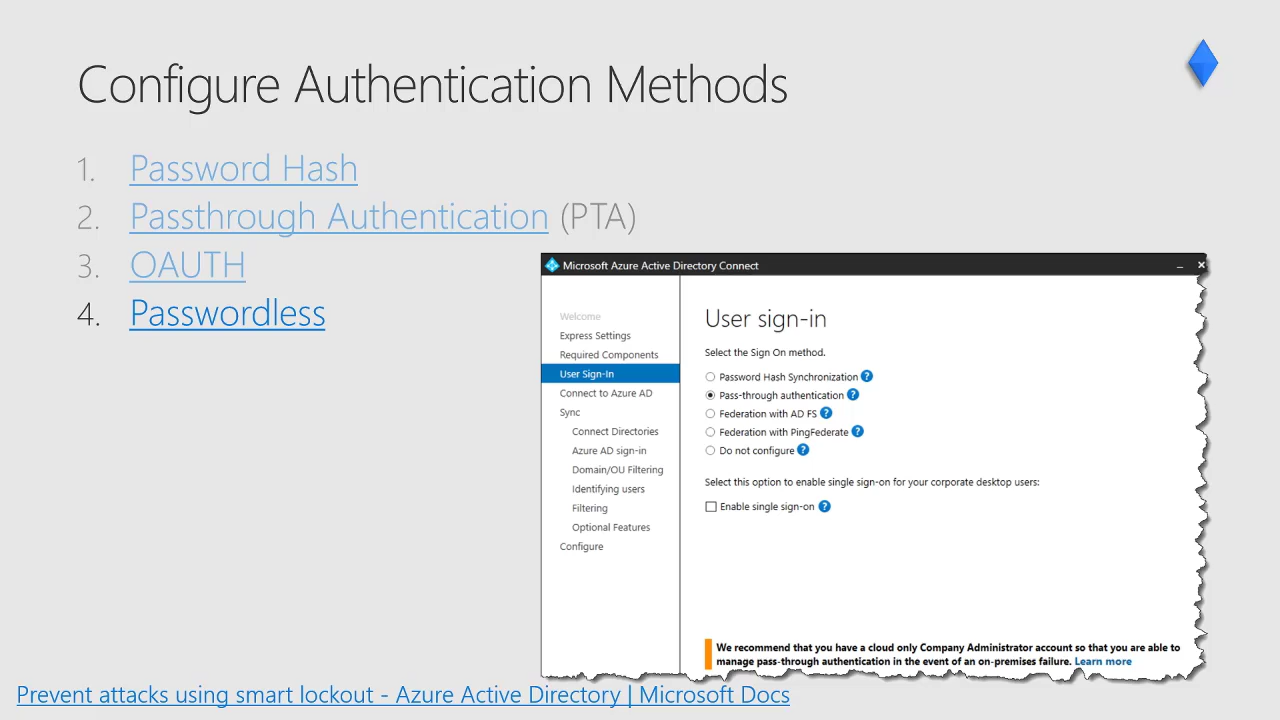 Configure Authentication Methods
1. Password Hash
2. Passthrough Authentication (PTA)
3. OAUTH
4. Passwordless
Microsoft Azure Active Directory Connect
Welcome
Express Settings
Required Components
User Sign-In
Connect to Azure AD
Sync
Connect Directories
Azure AD sign-in
Domain/OU Filtering
Identifying users
Filtering
Optional Features
Configure
User sign-in
Select the Sign On method.
Password Hash Synchronization ?
Pass-through authentication ?
Federation with AD FS ?
Federation with PingFederate ?
Do not configure ?
Select this option to enable single sign-on for your corporate desktop users:
Enable single sign-on ?
We recommend that you have a cloud only Company Administrator account so that you are able to
manage pass-through authentication in the event of an on-premises failure. Learn more
Prevent attacks using smart lockout - Azure Active Directory | Microsoft Docs